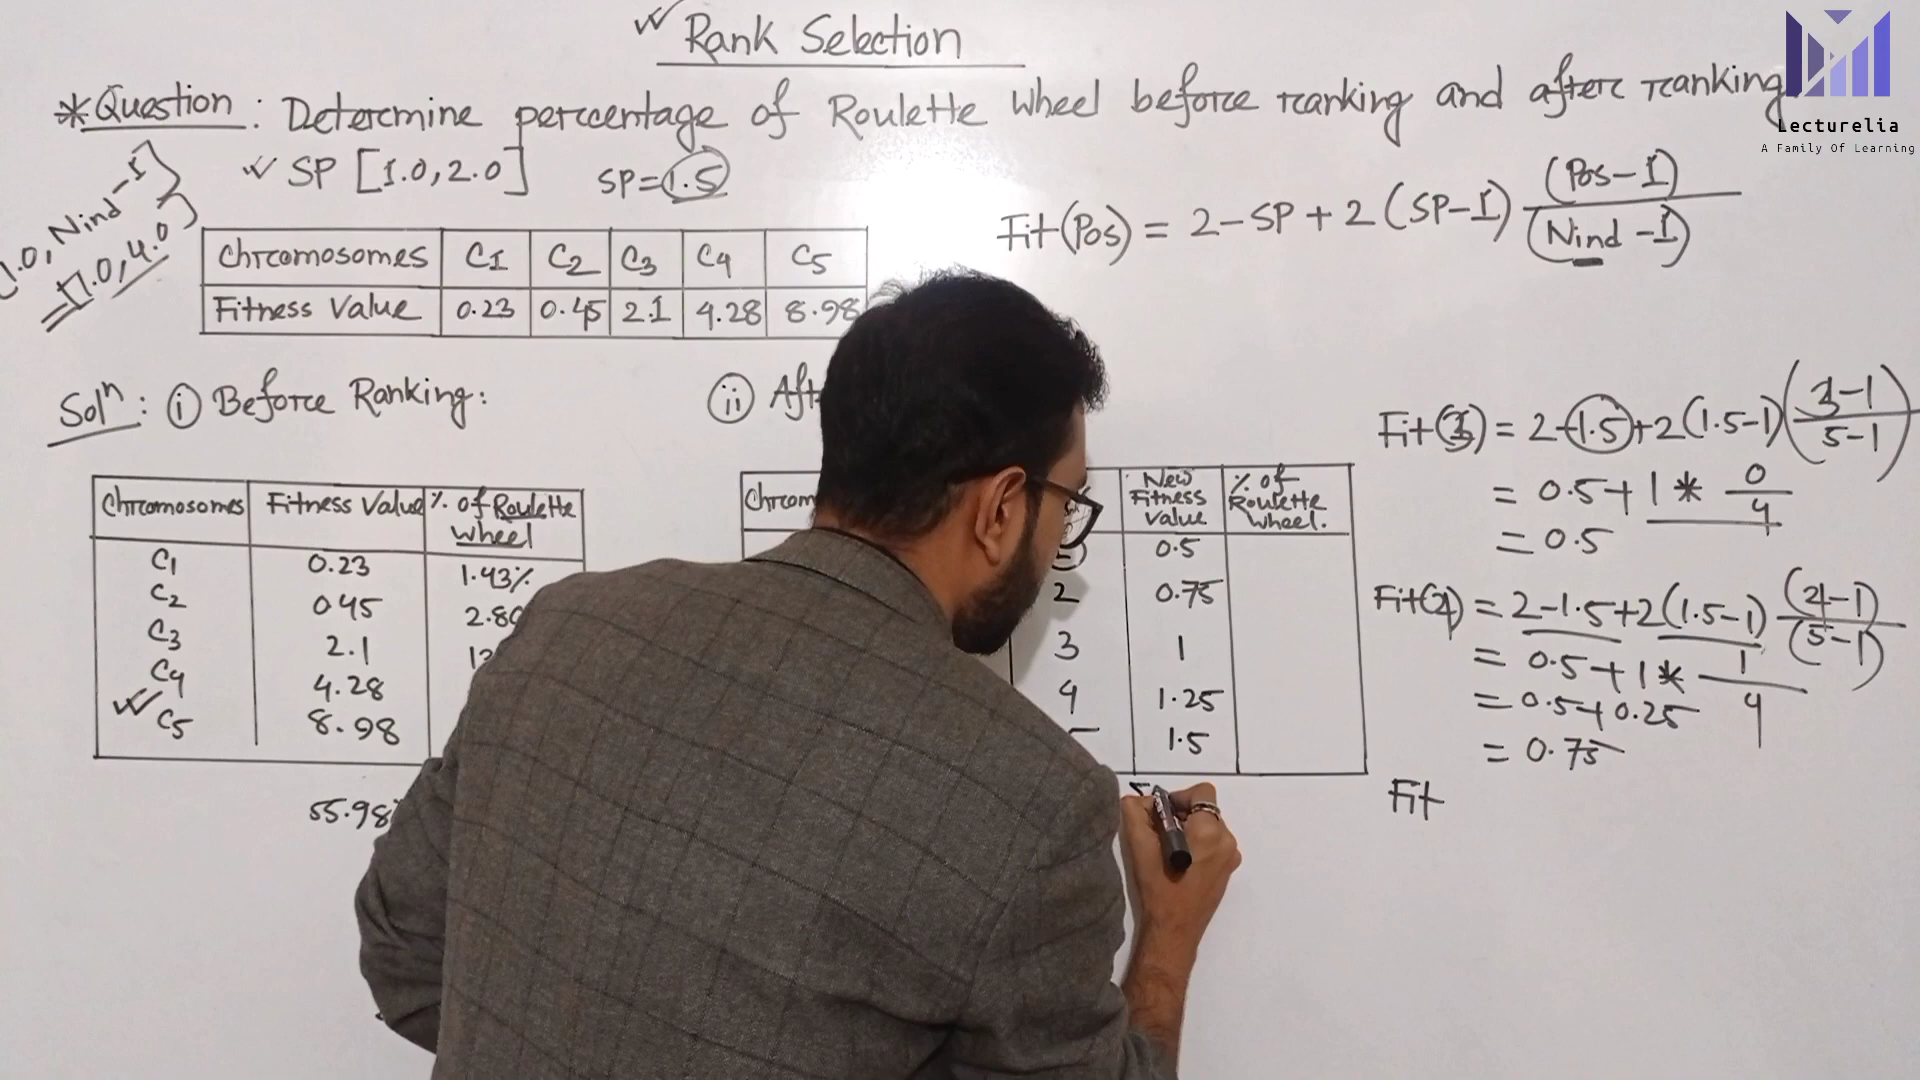 Rank Selection
*Question: Determine percentage of Roulette Wheel before ranking and after ranking.
Lecturelia
A Family Of Learning
SP [1.0, 2.0] SP=1.5
[1.0, Nind-1]
=[1.0, 4.0
Fit(Pos) = 2-SP+2(SP-1) (Pos-1)/(Nind-1)
Chromosomes C1 C2 C3 C4 C5
Fitness Value 0.23 0.45 2.1 4.28 8.98
Solⁿ: (i) Before Ranking:
(ii) Aft
Chromosomes Fitness Value % of Roulette Wheel
C1 0.23 1.43%
C2 0.45 2.80
C3 2.1
C4 4.28
C5 8.98
55.98
Chrom New Fitness Value % of Roulette Wheel.
0.5
2 0.75
3 1
4 1.25
1.5
5
= 2-1.5+2(1.5-1)(3-1/5-1)
= 0.5+1* 0/4
= 0.5
= 2-1.5+2(1.5-1) (4-1)/(5-1)
= 0.5+1* 1/4
= 0.5+0.25
= 0.75
Fit